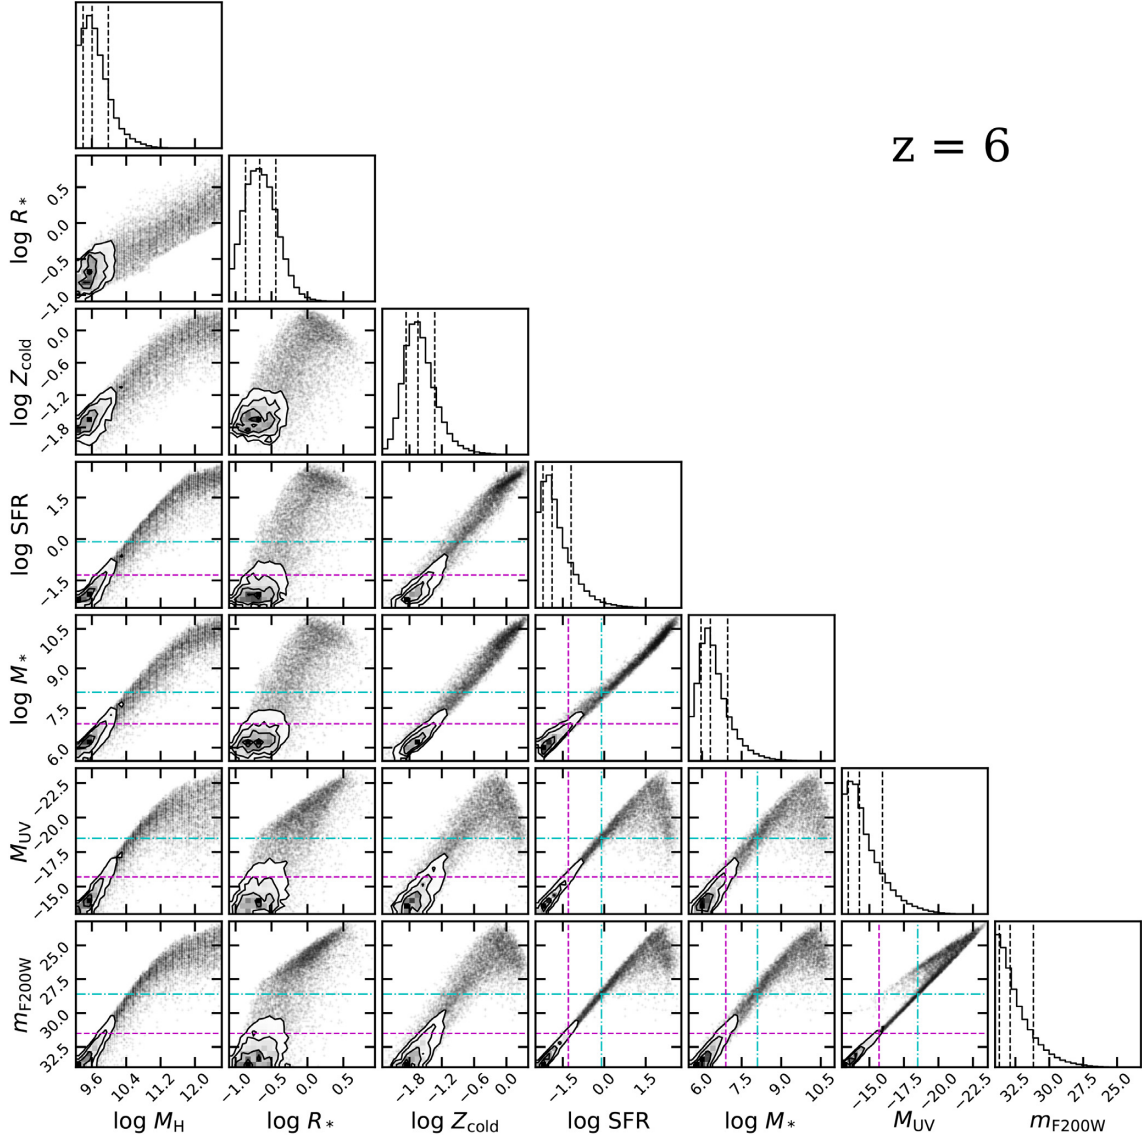 z = 6
log R*
0.5
0.0
−0.5
−1.0
log Z_cold
0.0
−0.6
−1.2
−1.8
log SFR
1.5
0.0
−1.5
log M*
10.5
9.0
7.5
6.0
M_UV
−22.5
−20.0
−17.5
−15.0
m_F200W
25.0
27.5
30.0
32.5
9.6 10.4 11.2 12.0 −1.0 −0.5 0.0 0.5 −1.8 −1.2 −0.6 0.0 −1.5 0.0 1.5 6.0 7.5 9.0 10.5 −15.0 −17.5 −20.0 −22.5 32.5 30.0 27.5 25.0
log M_H log R* log Z_cold log SFR log M* M_UV m_F200W